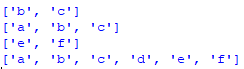 ['b', 'c']
['a', 'b', 'c']
['e', 'f']
['a', 'b', 'c', 'd', 'e', 'f']